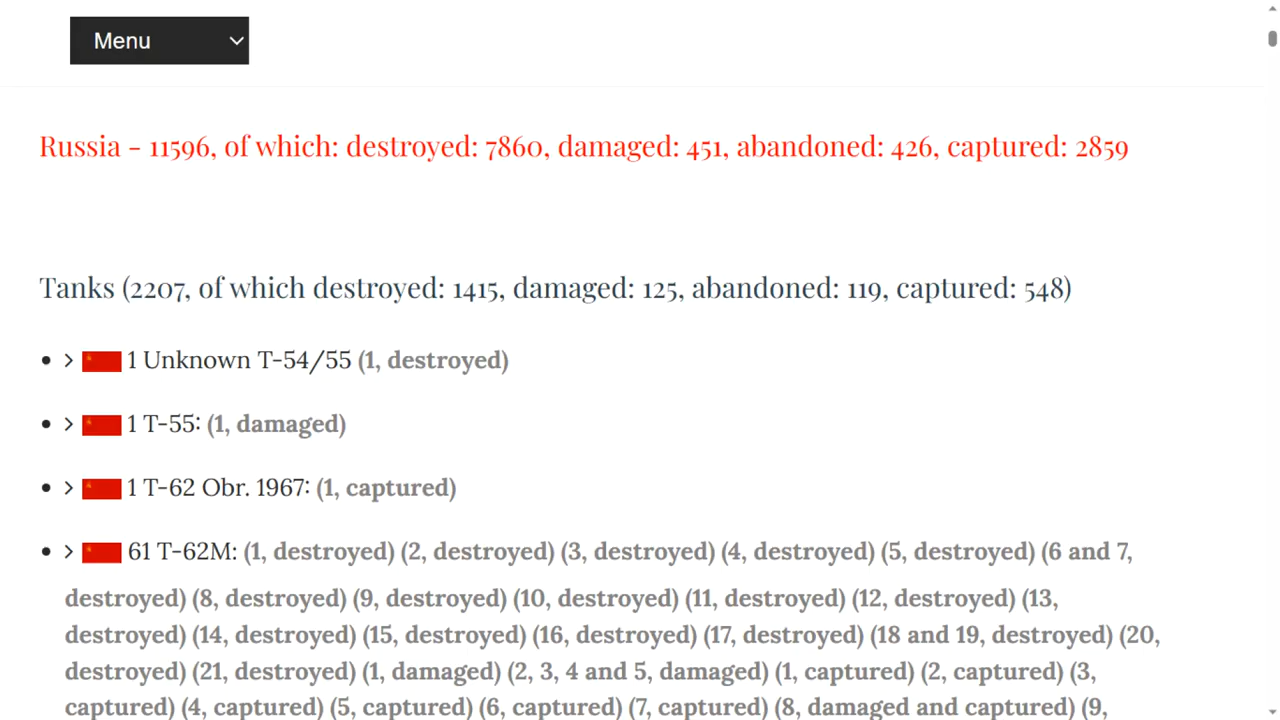 Menu
Russia - 11596, of which: destroyed: 7860, damaged: 451, abandoned: 426, captured: 2859
Tanks (2207, of which destroyed: 1415, damaged: 125, abandoned: 119, captured: 548)
1 Unknown T-54/55 (1, destroyed)
1 T-55: (1, damaged)
1 T-62 Obr. 1967: (1, captured)
61 T-62M: (1, destroyed) (2, destroyed) (3, destroyed) (4, destroyed) (5, destroyed) (6 and 7,
destroyed) (8, destroyed) (9, destroyed) (10, destroyed) (11, destroyed) (12, destroyed) (13,
destroyed) (14, destroyed) (15, destroyed) (16, destroyed) (17, destroyed) (18 and 19, destroyed) (20,
destroyed) (21, destroyed) (1, damaged) (2, 3, 4 and 5, damaged) (1, captured) (2, captured) (3,
captured) (4, captured) (5, captured) (6, captured) (7, captured) (8, damaged and captured) (9,